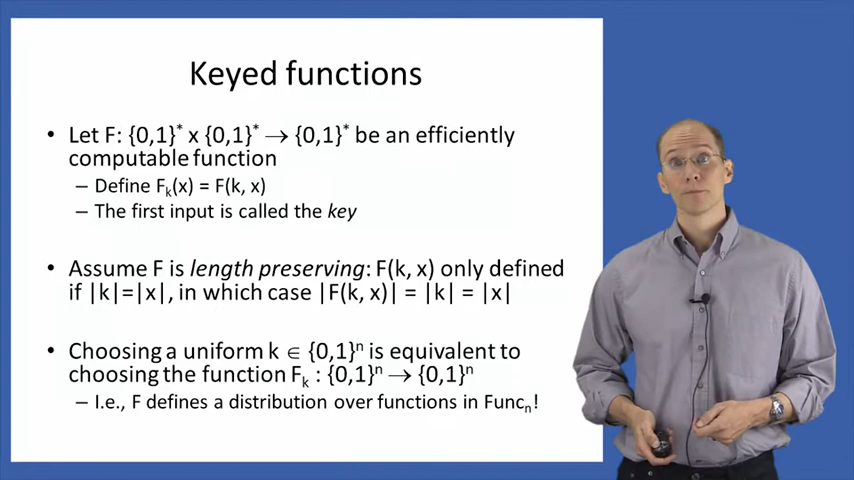 Keyed functions
• Let F: {0,1}* x {0,1}* → {0,1}* be an efficiently
computable function
– Define Fₖ(x) = F(k, x)
– The first input is called the key
• Assume F is length preserving: F(k, x) only defined
if |k|=|x|, in which case |F(k, x)| = |k| = |x|
• Choosing a uniform k ∈ {0,1}ⁿ is equivalent to
choosing the function Fₖ : {0,1}ⁿ → {0,1}ⁿ
– I.e., F defines a distribution over functions in Funcₙ!